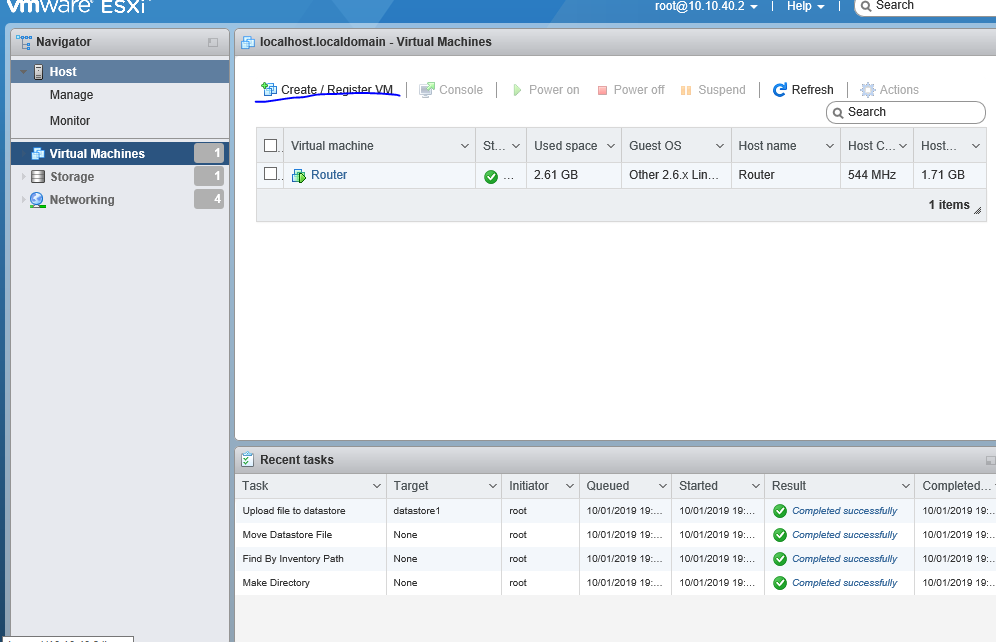 vmware® ESXi™
root@10.10.40.2 | Help | Search
Navigator
Host
Manage
Monitor
Virtual Machines 1
Storage 1
Networking 4
localhost.localdomain - Virtual Machines
Create / Register VM | Console | Power on Power off Suspend | Refresh | Actions
Search
Virtual machine St... Used space Guest OS Host name Host C... Host...
Router ... 2.61 GB Other 2.6.x Lin... Router 544 MHz 1.71 GB
1 items
Recent tasks
Task Target Initiator Queued Started Result Completed...
Upload file to datastore datastore1 root 10/01/2019 19:... 10/01/2019 19:... Completed successfully 10/01/2019 19:...
Move Datastore File None root 10/01/2019 19:... 10/01/2019 19:... Completed successfully 10/01/2019 19:...
Find By Inventory Path None root 10/01/2019 19:... 10/01/2019 19:... Completed successfully 10/01/2019 19:...
Make Directory None root 10/01/2019 19:... 10/01/2019 19:... Completed successfully 10/01/2019 19:...